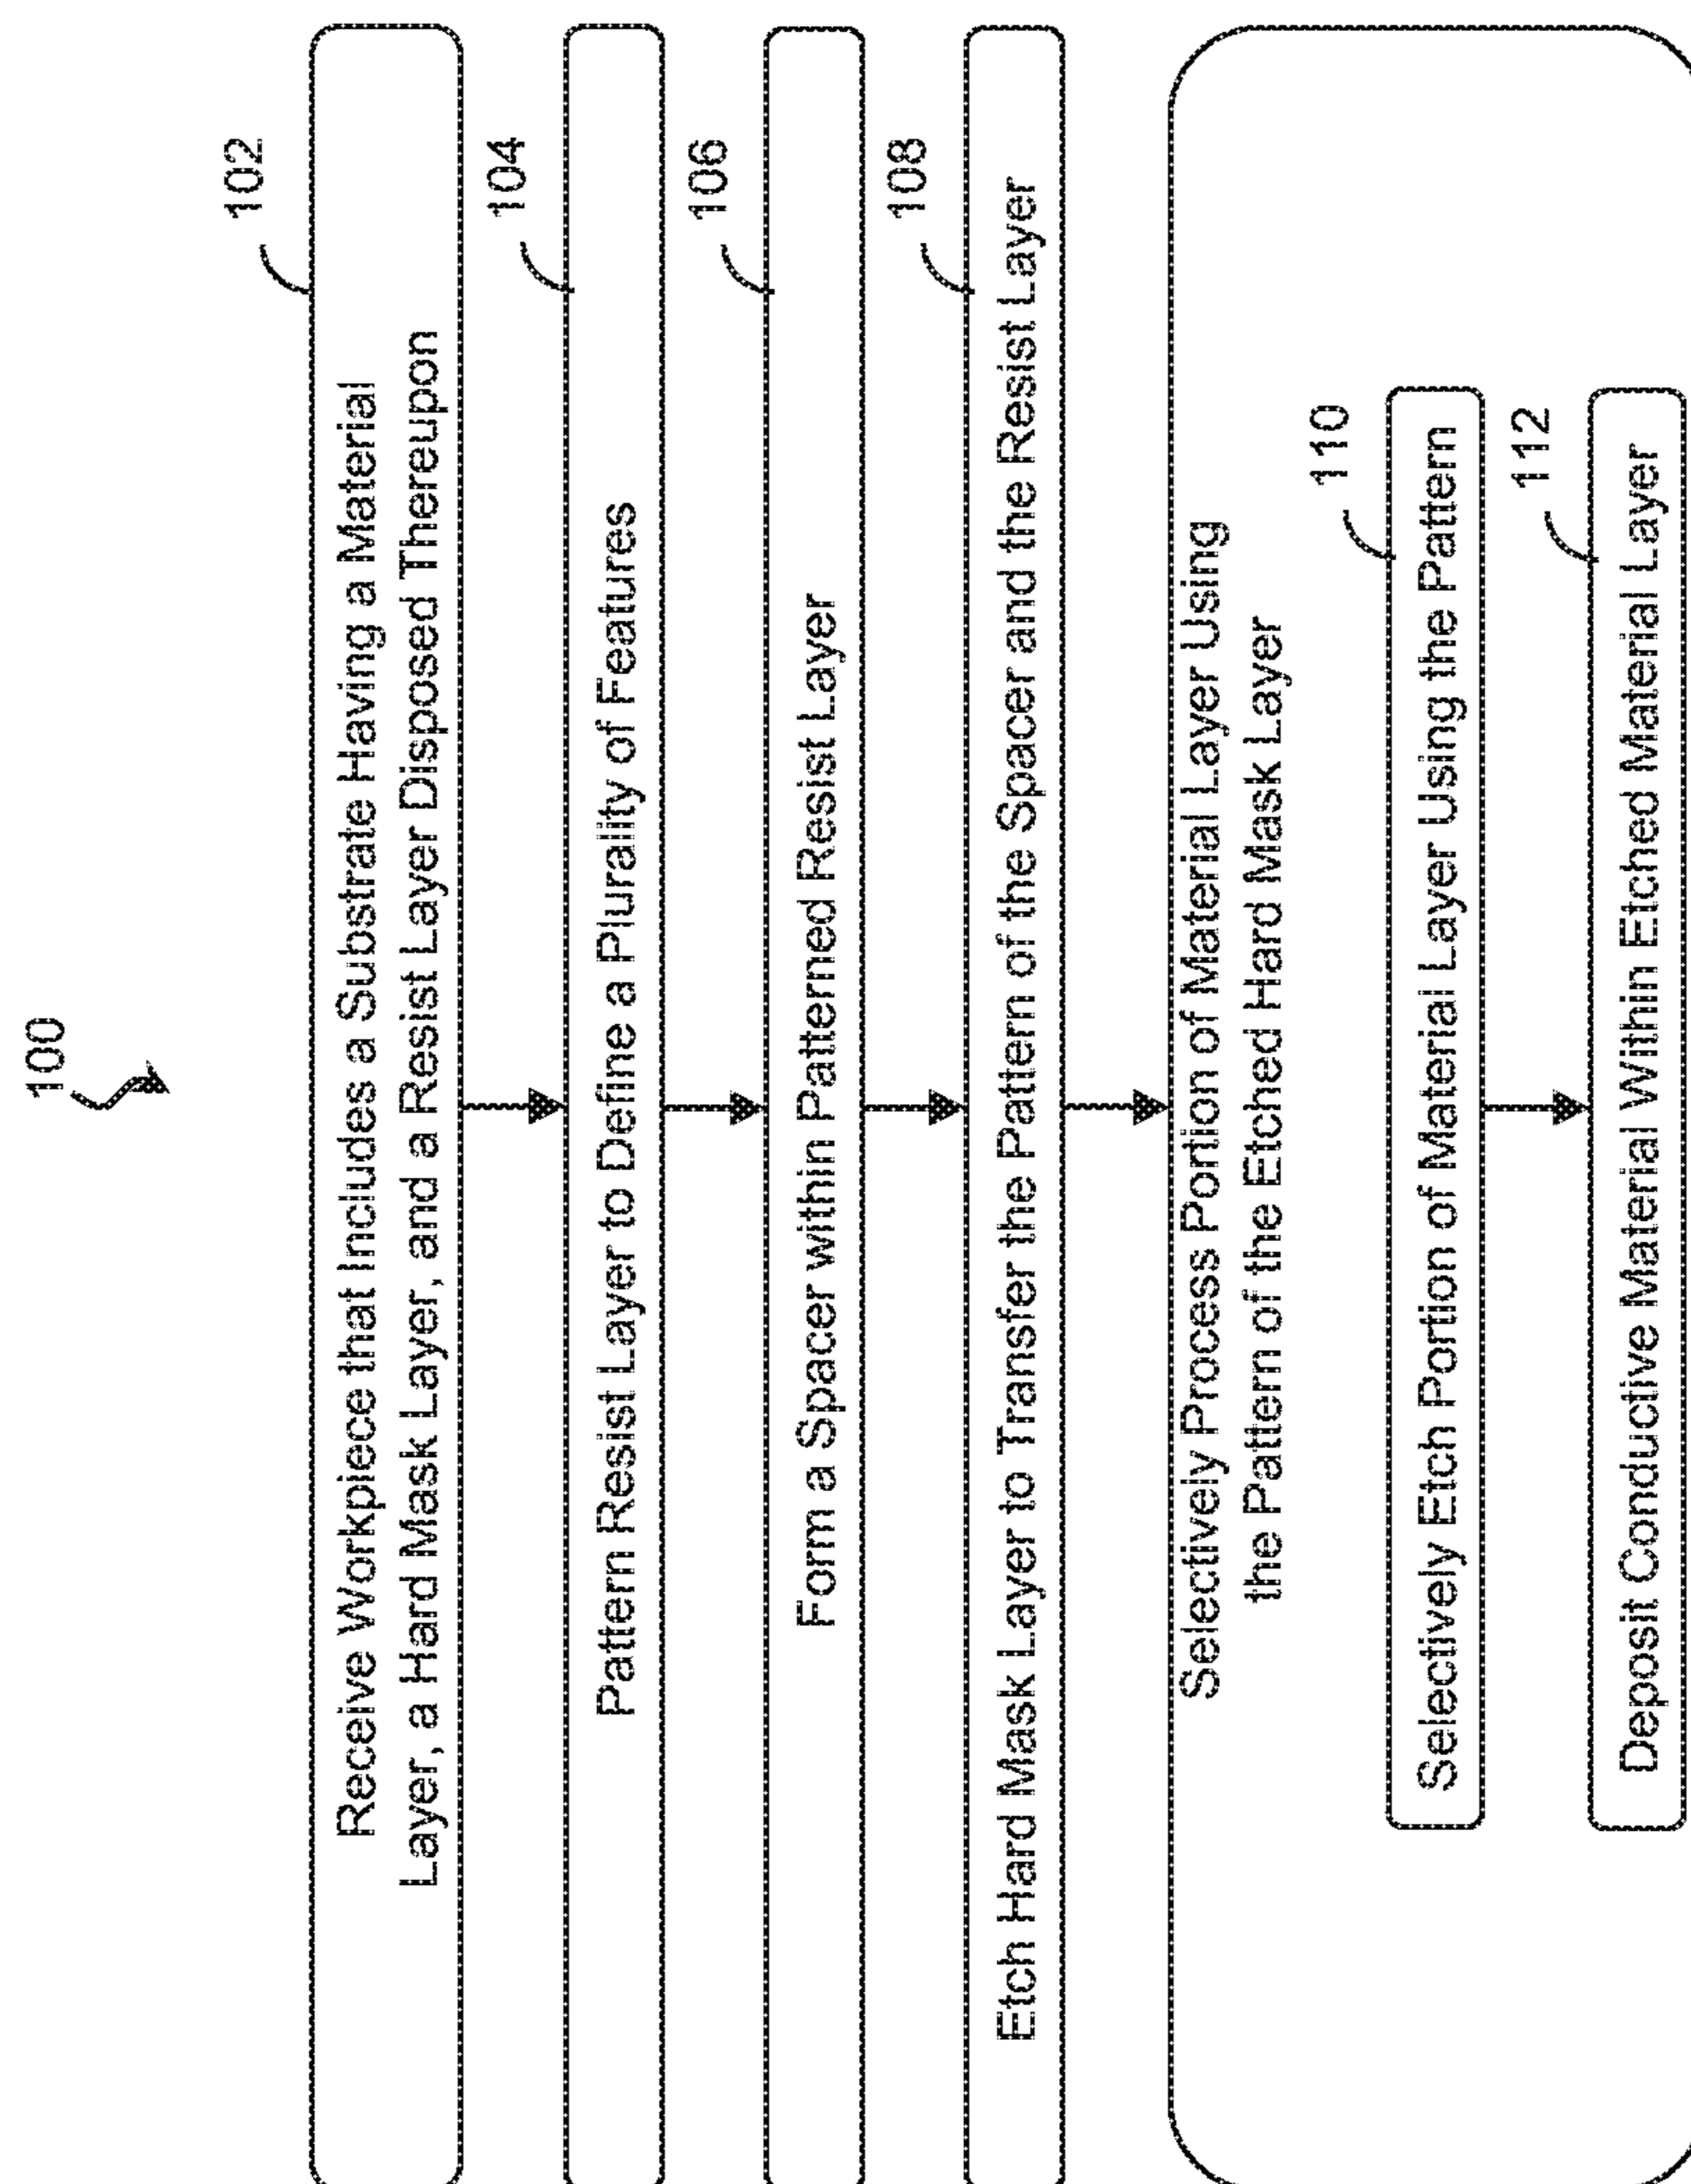 100
102
Receive Workpiece that Includes a Substrate Having a Material
Layer, a Hard Mask Layer, and a Resist Layer Disposed Thereupon
104
Pattern Resist Layer to Define a Plurality of Features
106
Form a Spacer within Patterned Resist Layer
108
Etch Hard Mask Layer to Transfer the Pattern of the Spacer and the Resist Layer
Selectively Process Portion of Material Layer Using
the Pattern of the Etched Hard Mask Layer
110
Selectively Etch Portion of Material Layer Using the Pattern
112
Deposit Conductive Material Within Etched Material Layer